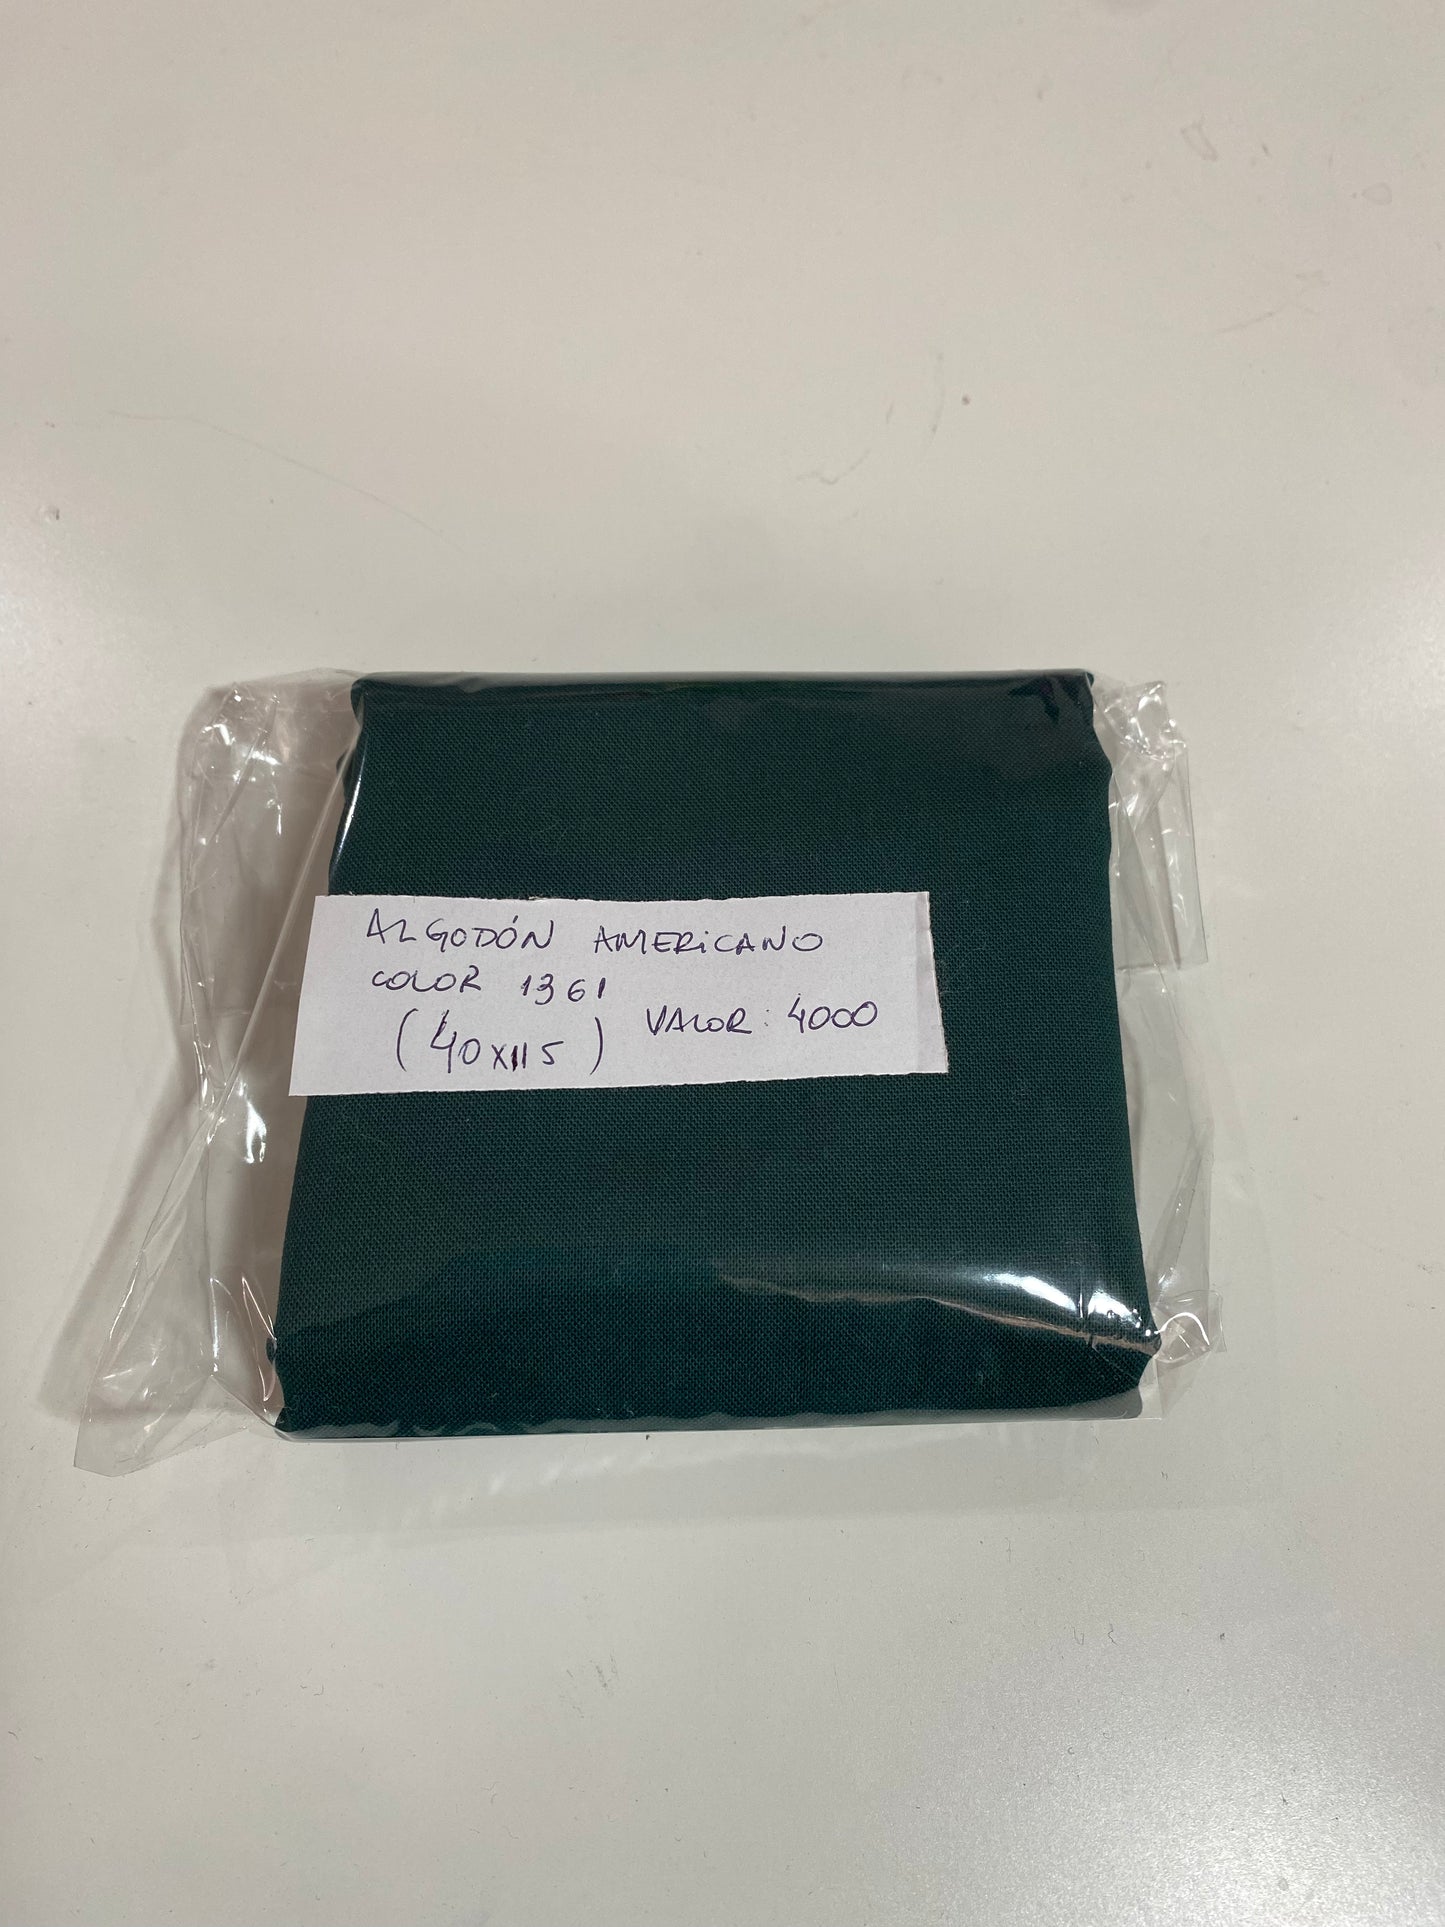 ALGODÓN AMERICANO
COLOR 1361
(40x115) VALOR: 4000